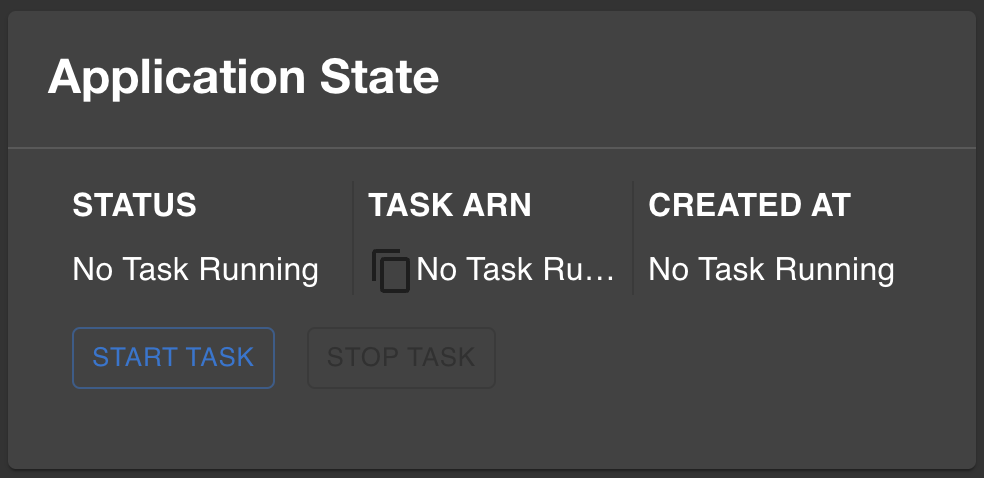 Application State
STATUS TASK ARN CREATED AT
No Task Running No Task Ru... No Task Running
START TASK STOP TASK